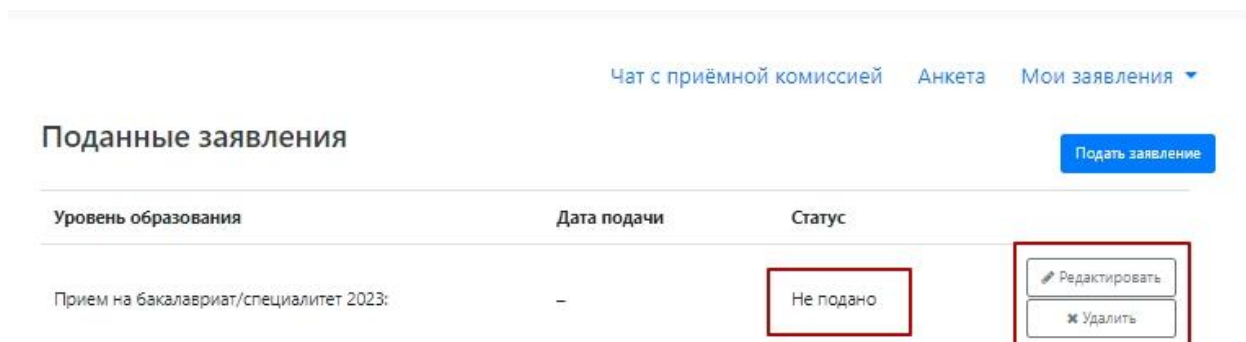 Чат с приёмной комиссией Анкета Мои заявления
Поданные заявления
Подать заявление
Уровень образования Дата подачи Статус
Редактировать
Прием на бакалавриат/специалитет 2023: – Не подано
Удалить